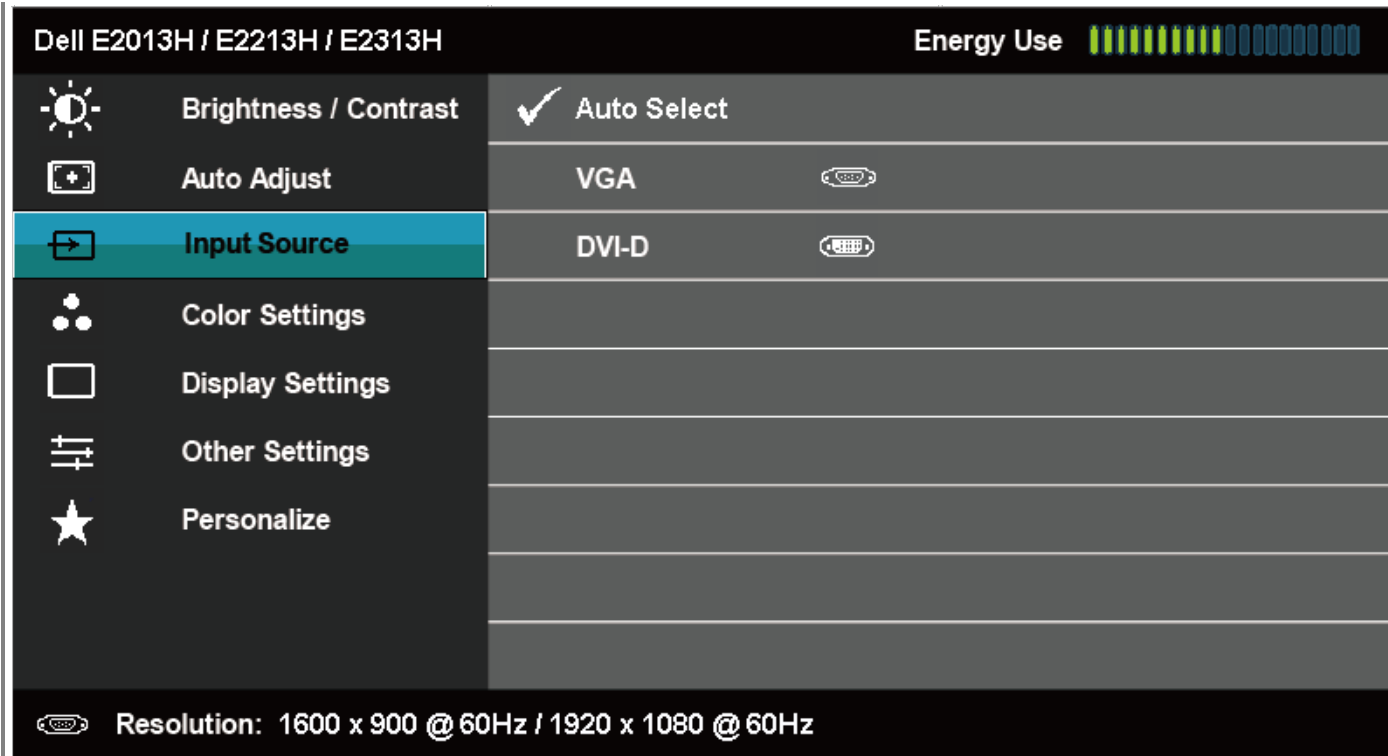 Dell E2013H / E2213H / E2313H Energy Use
Brightness / Contrast Auto Select
Auto Adjust VGA
Input Source DVI-D
Color Settings
Display Settings
Other Settings
Personalize
Resolution: 1600 x 900 @ 60Hz / 1920 x 1080 @ 60Hz